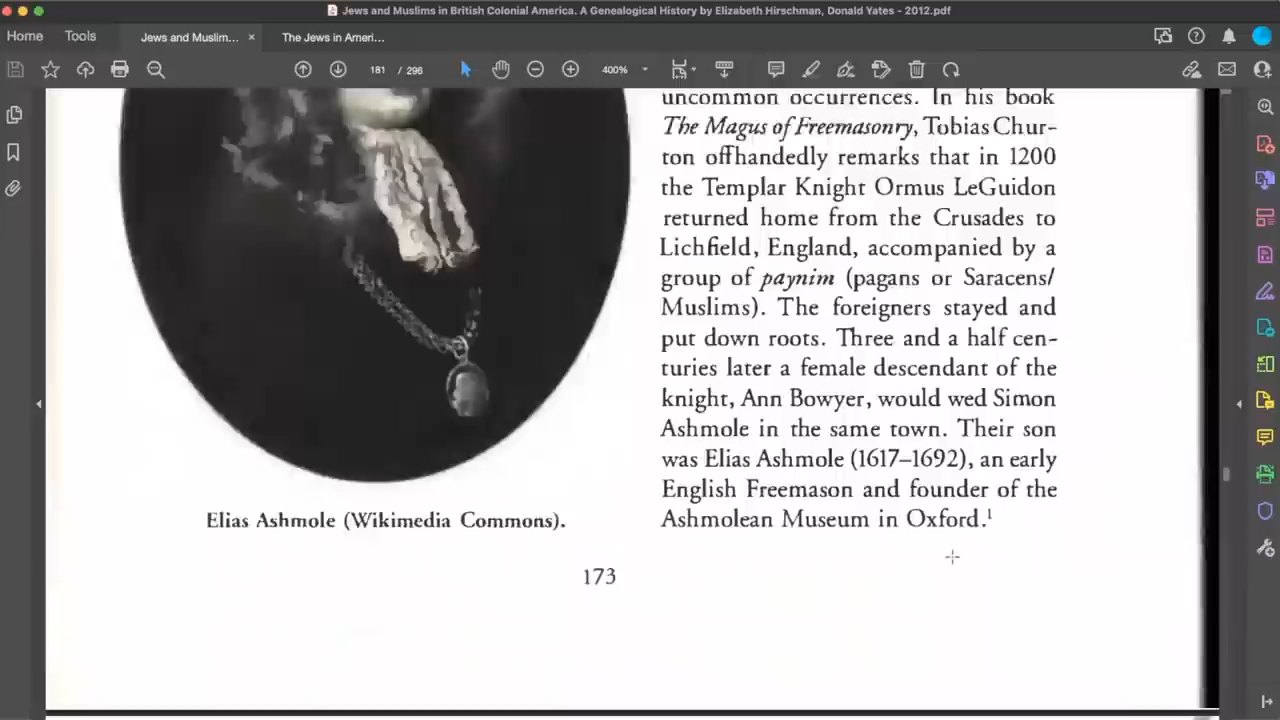 Jews and Muslims in British Colonial America. A Genealogical History by Elizabeth Hirschman, Donald Yates - 2012.pdf
Home
Tools
Jews and Muslim...
×
The Jews in Ameri...
181 / 296
400%
uncommon occurrences. In his book
The Magus of Freemasonry, Tobias Chur-
ton offhandedly remarks that in 1200
the Templar Knight Ormus LeGuidon
returned home from the Crusades to
Lichfield, England, accompanied by a
group of paynim (pagans or Saracens/
Muslims). The foreigners stayed and
put down roots. Three and a half cen-
turies later a female descendant of the
knight, Ann Bowyer, would wed Simon
Ashmole in the same town. Their son
was Elias Ashmole (1617–1692), an early
English Freemason and founder of the
Ashmolean Museum in Oxford.¹
Elias Ashmole (Wikimedia Commons).
173